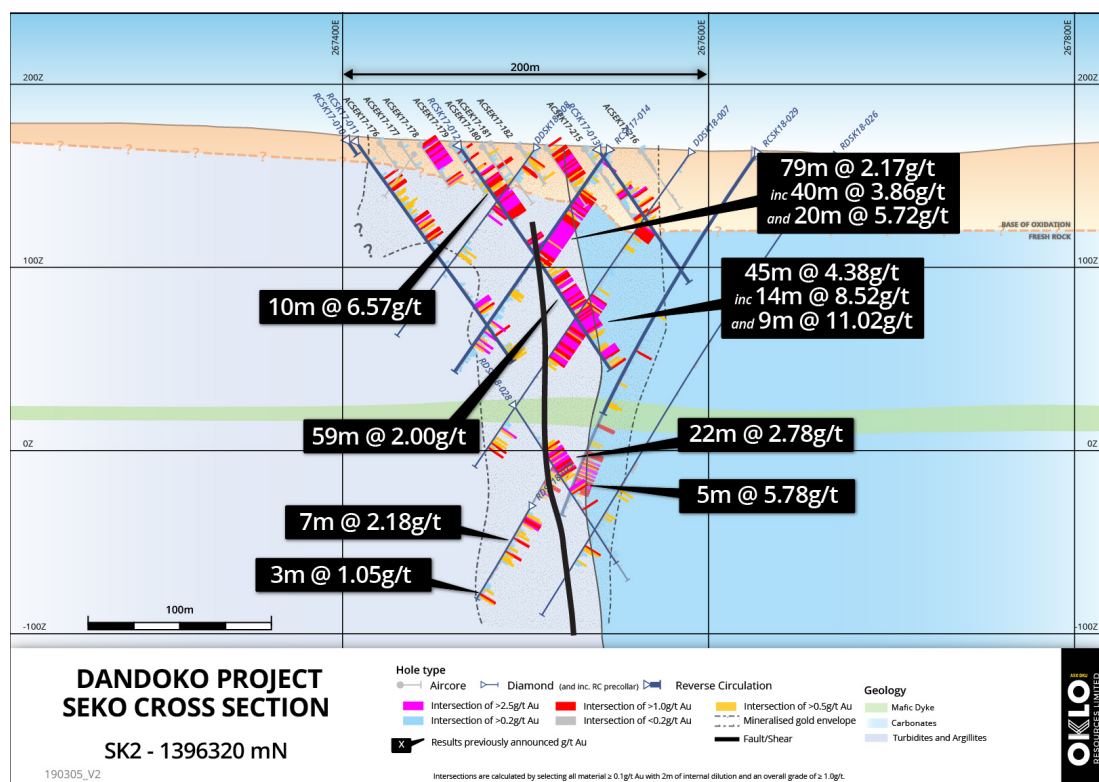 267400E
267600E
267800E
200m
200Z
200Z
RCSK17-010
RCSK17-011
ACSEK17-176
ACSEK17-177
ACSEK17-178
ACSEK17-179
RCSK17-012
ACSEK17-180
ACSEK17-181
ACSEK17-182
ACSEK17-215
RCSK17-013
RCSK17-014
DDSK18-007
RCSK18-029
RDSK18-026
79m @ 2.17g/t
inc 40m @ 3.86g/t
and 20m @ 5.72g/t
BASE OF OXIDATION
FRESH ROCK
? ? ? ? ? ?
100Z
100Z
45m @ 4.38g/t
inc 14m @ 8.52g/t
and 9m @ 11.02g/t
10m @ 6.57g/t
RDSK18-028
59m @ 2.00g/t
22m @ 2.78g/t
0Z
0Z
5m @ 5.78g/t
7m @ 2.18g/t
3m @ 1.05g/t
100m
-100Z
-100Z
DANDOKO PROJECT
SEKO CROSS SECTION
SK2 - 1396320 mN
190305_V2
Hole type
Aircore Diamond (and inc. RC precollar) Reverse Circulation
Intersection of >2.5g/t Au Intersection of >1.0g/t Au Intersection of >0.5g/t Au
Intersection of >0.2g/t Au Intersection of <0.2g/t Au Mineralised gold envelope
X Results previously announced g/t Au Fault/Shear
Geology
Mafic Dyke
Carbonates
Turbidites and Argillites
Intersections are calculated by selecting all material ≥ 0.1g/t Au with 2m of internal dilution and an overall grade of ≥ 1.0g/t.
OKLO
RESOURCES LIMITED